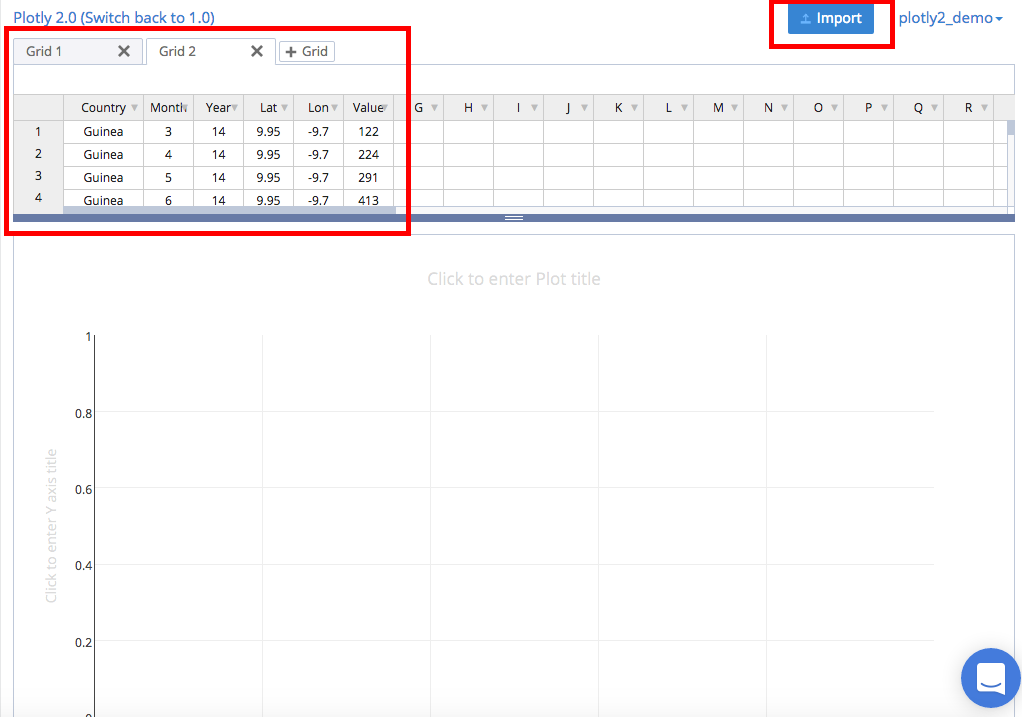 Plotly 2.0 (Switch back to 1.0)
Import
plotly2_demo
Grid 1
Grid 2
Grid
Country Month Year Lat Lon Value G H I J K L M N O P Q R
1 Guinea 3 14 9.95 -9.7 122
2 Guinea 4 14 9.95 -9.7 224
3 Guinea 5 14 9.95 -9.7 291
4 Guinea 6 14 9.95 -9.7 413
Click to enter Plot title
Click to enter Y axis title
1
0.8
0.6
0.4
0.2
0